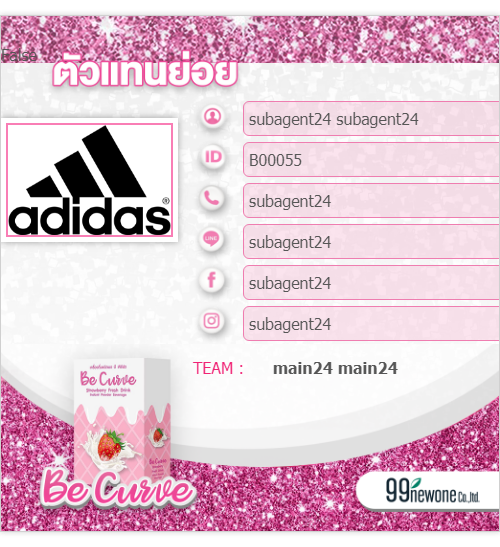 False
ตัวแทนย่อย
subagent24 subagent24
ID
B00055
subagent24
LINE
subagent24
subagent24
subagent24
adidas®
TEAM :
main24 main24
Be Curve
Strawberry Fresh Drink
Be Curve
99newone Co.,ltd.